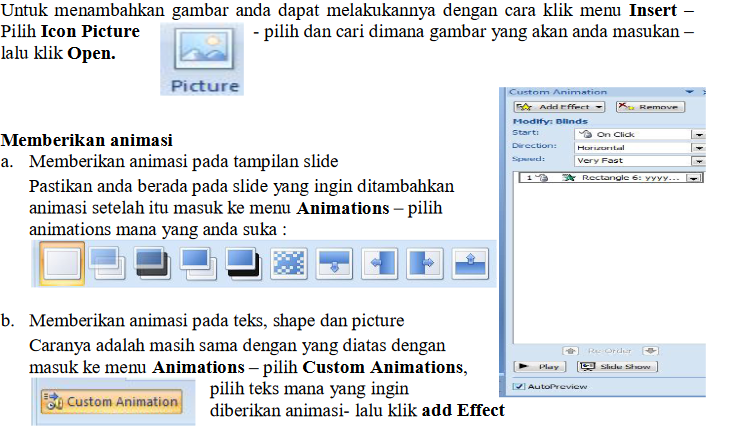 Untuk menambahkan gambar anda dapat melakukannya dengan cara klik menu Insert –
Pilih Icon Picture - pilih dan cari dimana gambar yang akan anda masukan –
lalu klik Open.
Picture
Memberikan animasi
a. Memberikan animasi pada tampilan slide
Pastikan anda berada pada slide yang ingin ditambahkan
animasi setelah itu masuk ke menu Animations – pilih
animations mana yang anda suka :
b. Memberikan animasi pada teks, shape dan picture
Caranya adalah masih sama dengan yang diatas dengan
masuk ke menu Animations – pilih Custom Animations,
Custom Animation
pilih teks mana yang ingin
diberikan animasi- lalu klik add Effect
Custom Animation
Add Effect Remove
Modify: Blinds
Start: On Click
Direction: Horizontal
Speed: Very Fast
1 Rectangle 6: yyyy...
Re-Order
Play Slide Show
AutoPreview